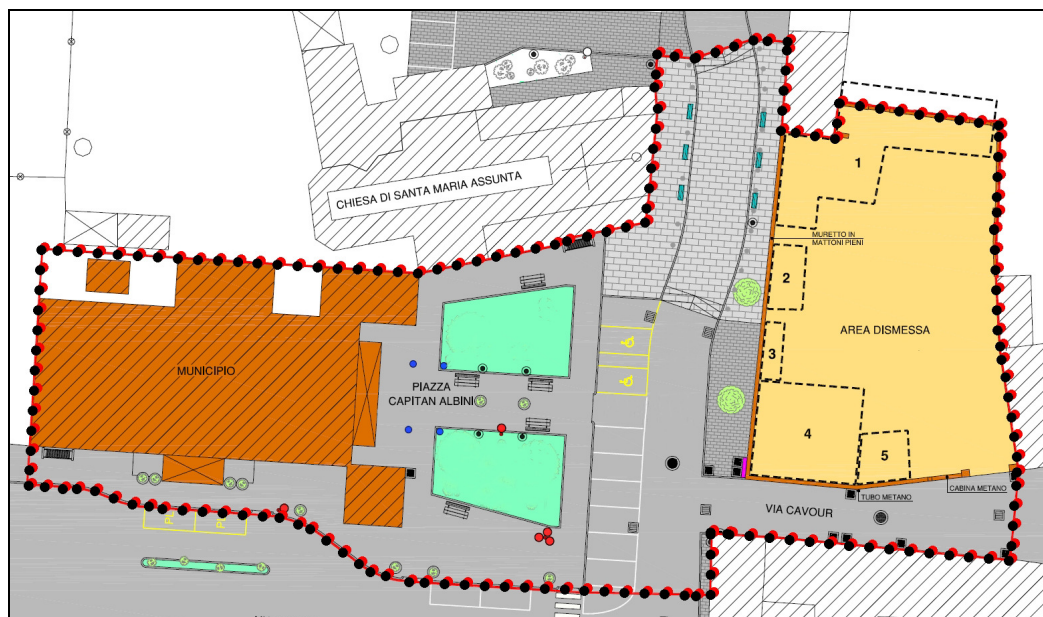 CHIESA DI SANTA MARIA ASSUNTA
1
MURETTO IN
MATTONI PIENI
2
AREA DISMESSA
3
MUNICIPIO
PIAZZA
CAPITAN ALBINI
4
5
CABINA METANO
TUBO METANO
VIA CAVOUR